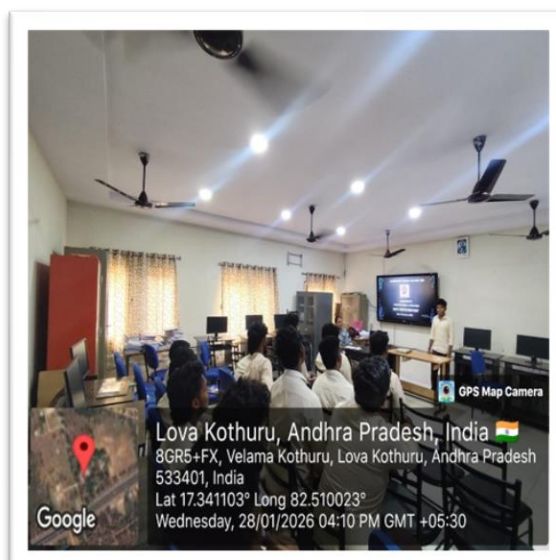 GPS Map Camera
Lova Kothuru, Andhra Pradesh, India 🇮🇳
8GR5+FX, Velama Kothuru, Lova Kothuru, Andhra Pradesh
533401, India
Lat 17.341103° Long 82.510023°
Wednesday, 28/01/2026 04:10 PM GMT +05:30
Google